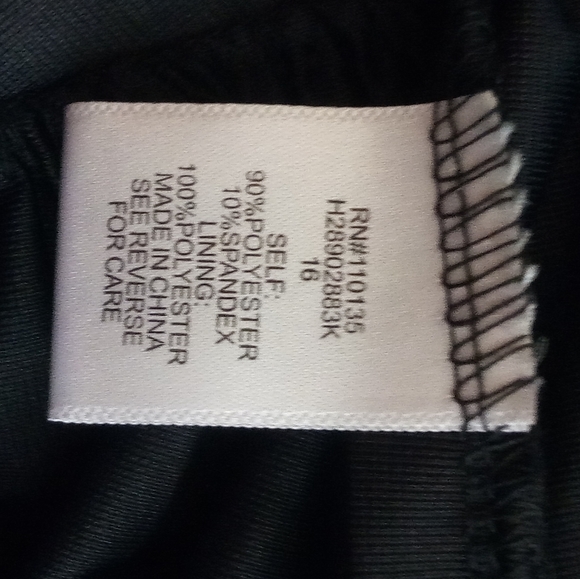 RN#110135
H28902883K
16
SELF:
90%POLYESTER
10%SPANDEX
LINING:
100%POLYESTER
MADE IN CHINA
SEE REVERSE
FOR CARE